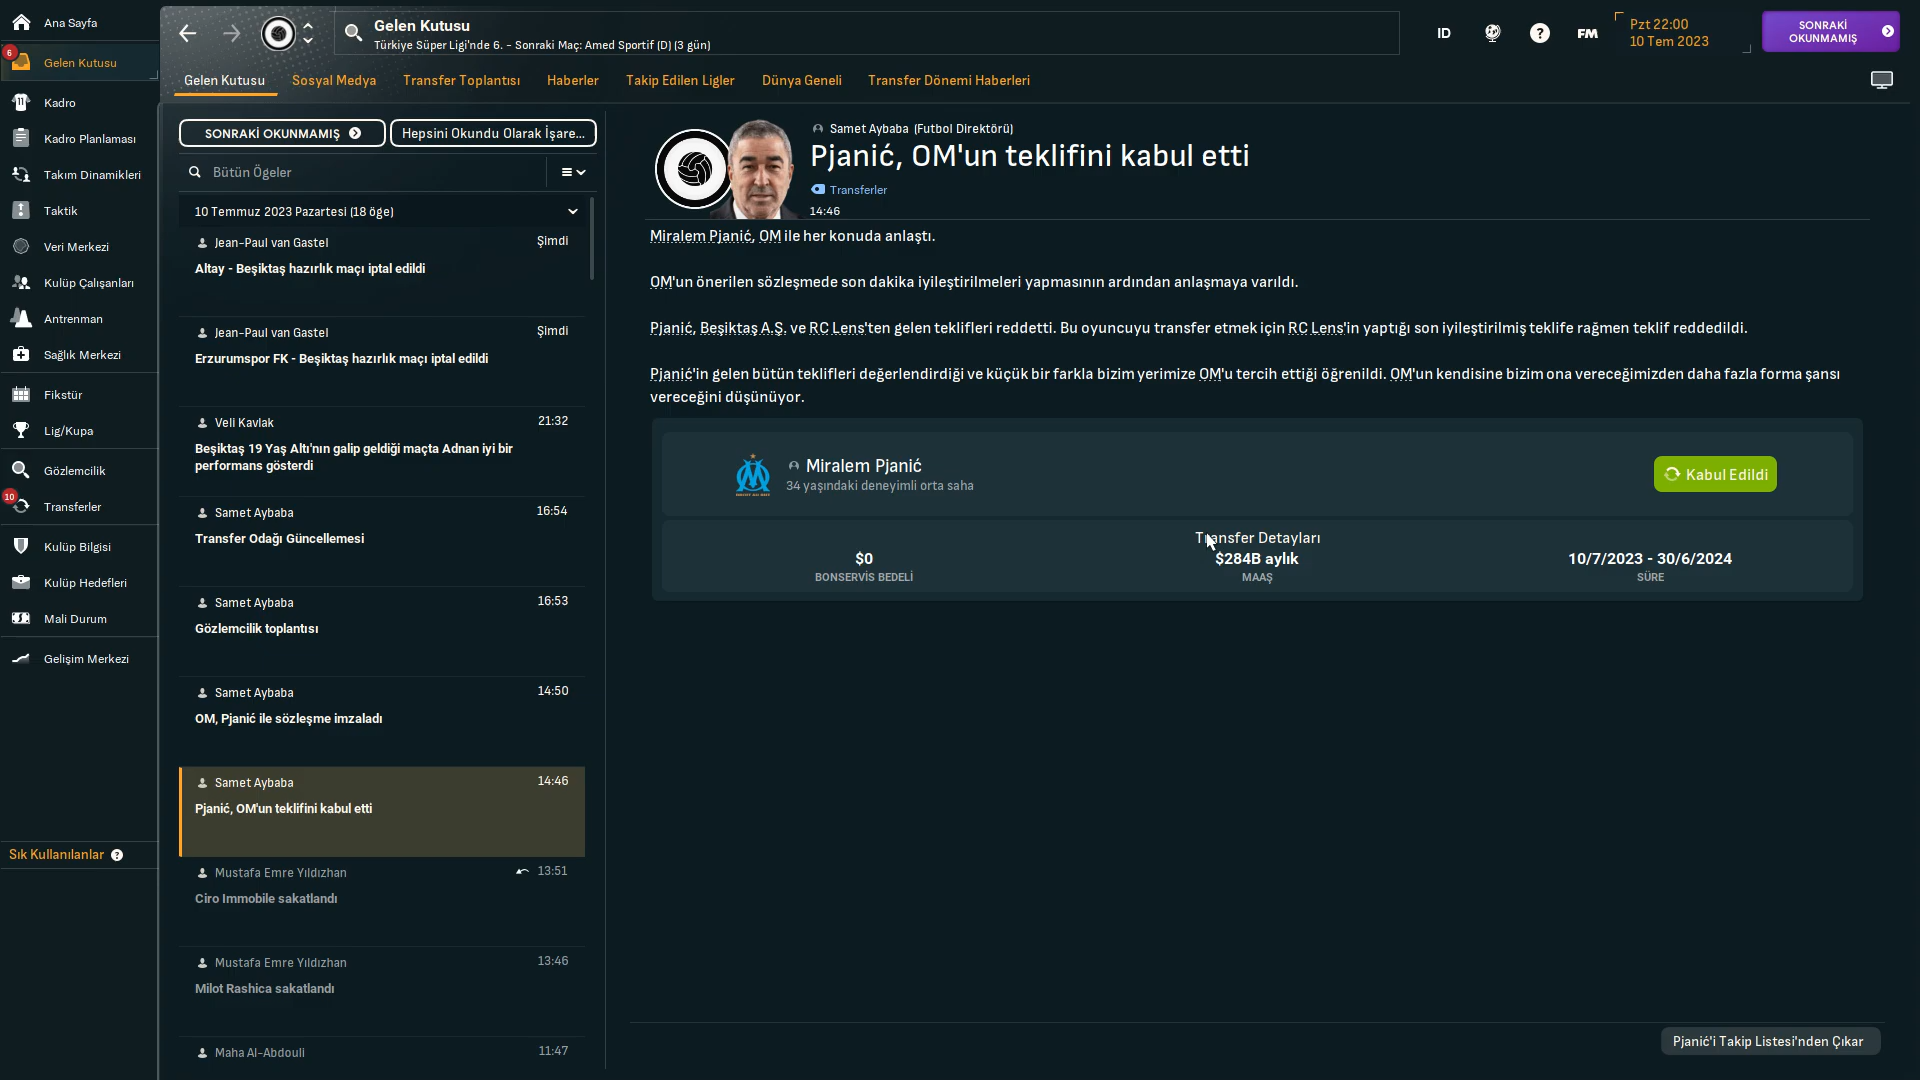 Ana Sayfa
6
Gelen Kutusu
Kadro
Kadro Planlaması
Takım Dinamikleri
Taktik
Veri Merkezi
Kulüp Çalışanları
Antrenman
Sağlık Merkezi
Fikstür
Lig/Kupa
Gözlemcilik
10
Transferler
Kulüp Bilgisi
Kulüp Hedefleri
Mali Durum
Gelişim Merkezi
Sık Kullanılanlar ?
Gelen Kutusu
Türkiye Süper Ligi'nde 6. - Sonraki Maç: Amed Sportif (D) (3 gün)
ID
?
FM
Pzt 22:00
10 Tem 2023
SONRAKİ
OKUNMAMIŞ
Gelen Kutusu Sosyal Medya Transfer Toplantısı Haberler Takip Edilen Ligler Dünya Geneli Transfer Dönemi Haberleri
SONRAKİ OKUNMAMIŞ
Hepsini Okundu Olarak İşare...
Bütün Ögeler
10 Temmuz 2023 Pazartesi (18 öge)
Jean-Paul van Gastel Şimdi
Altay - Beşiktaş hazırlık maçı iptal edildi
Jean-Paul van Gastel Şimdi
Erzurumspor FK - Beşiktaş hazırlık maçı iptal edildi
Veli Kavlak 21:32
Beşiktaş 19 Yaş Altı'nın galip geldiği maçta Adnan iyi bir
performans gösterdi
Samet Aybaba 16:54
Transfer Odağı Güncellemesi
Samet Aybaba 16:53
Gözlemcilik toplantısı
Samet Aybaba 14:50
OM, Pjanić ile sözleşme imzaladı
Samet Aybaba 14:46
Pjanić, OM'un teklifini kabul etti
Mustafa Emre Yıldızhan 13:51
Ciro Immobile sakatlandı
Mustafa Emre Yıldızhan 13:46
Milot Rashica sakatlandı
Maha Al-Abdouli 11:47
Samet Aybaba (Futbol Direktörü)
Pjanić, OM'un teklifini kabul etti
Transferler
14:46
Miralem Pjanić, OM ile her konuda anlaştı.
OM'un önerilen sözleşmede son dakika iyileştirilmeleri yapmasının ardından anlaşmaya varıldı.
Pjanić, Beşiktaş A.Ş. ve RC Lens'ten gelen teklifleri reddetti. Bu oyuncuyu transfer etmek için RC Lens'in yaptığı son iyileştirilmiş teklife rağmen teklif reddedildi.
Pjanić'in gelen bütün teklifleri değerlendirdiği ve küçük bir farkla bizim yerimize OM'u tercih ettiği öğrenildi. OM'un kendisine bizim ona vereceğimizden daha fazla forma şansı
vereceğini düşünüyor.
Miralem Pjanić
34 yaşındaki deneyimli orta saha
Kabul Edildi
Transfer Detayları
$0 $284B aylık 10/7/2023 - 30/6/2024
BONSERVİS BEDELİ MAAŞ SÜRE
Pjanić'i Takip Listesi'nden Çıkar